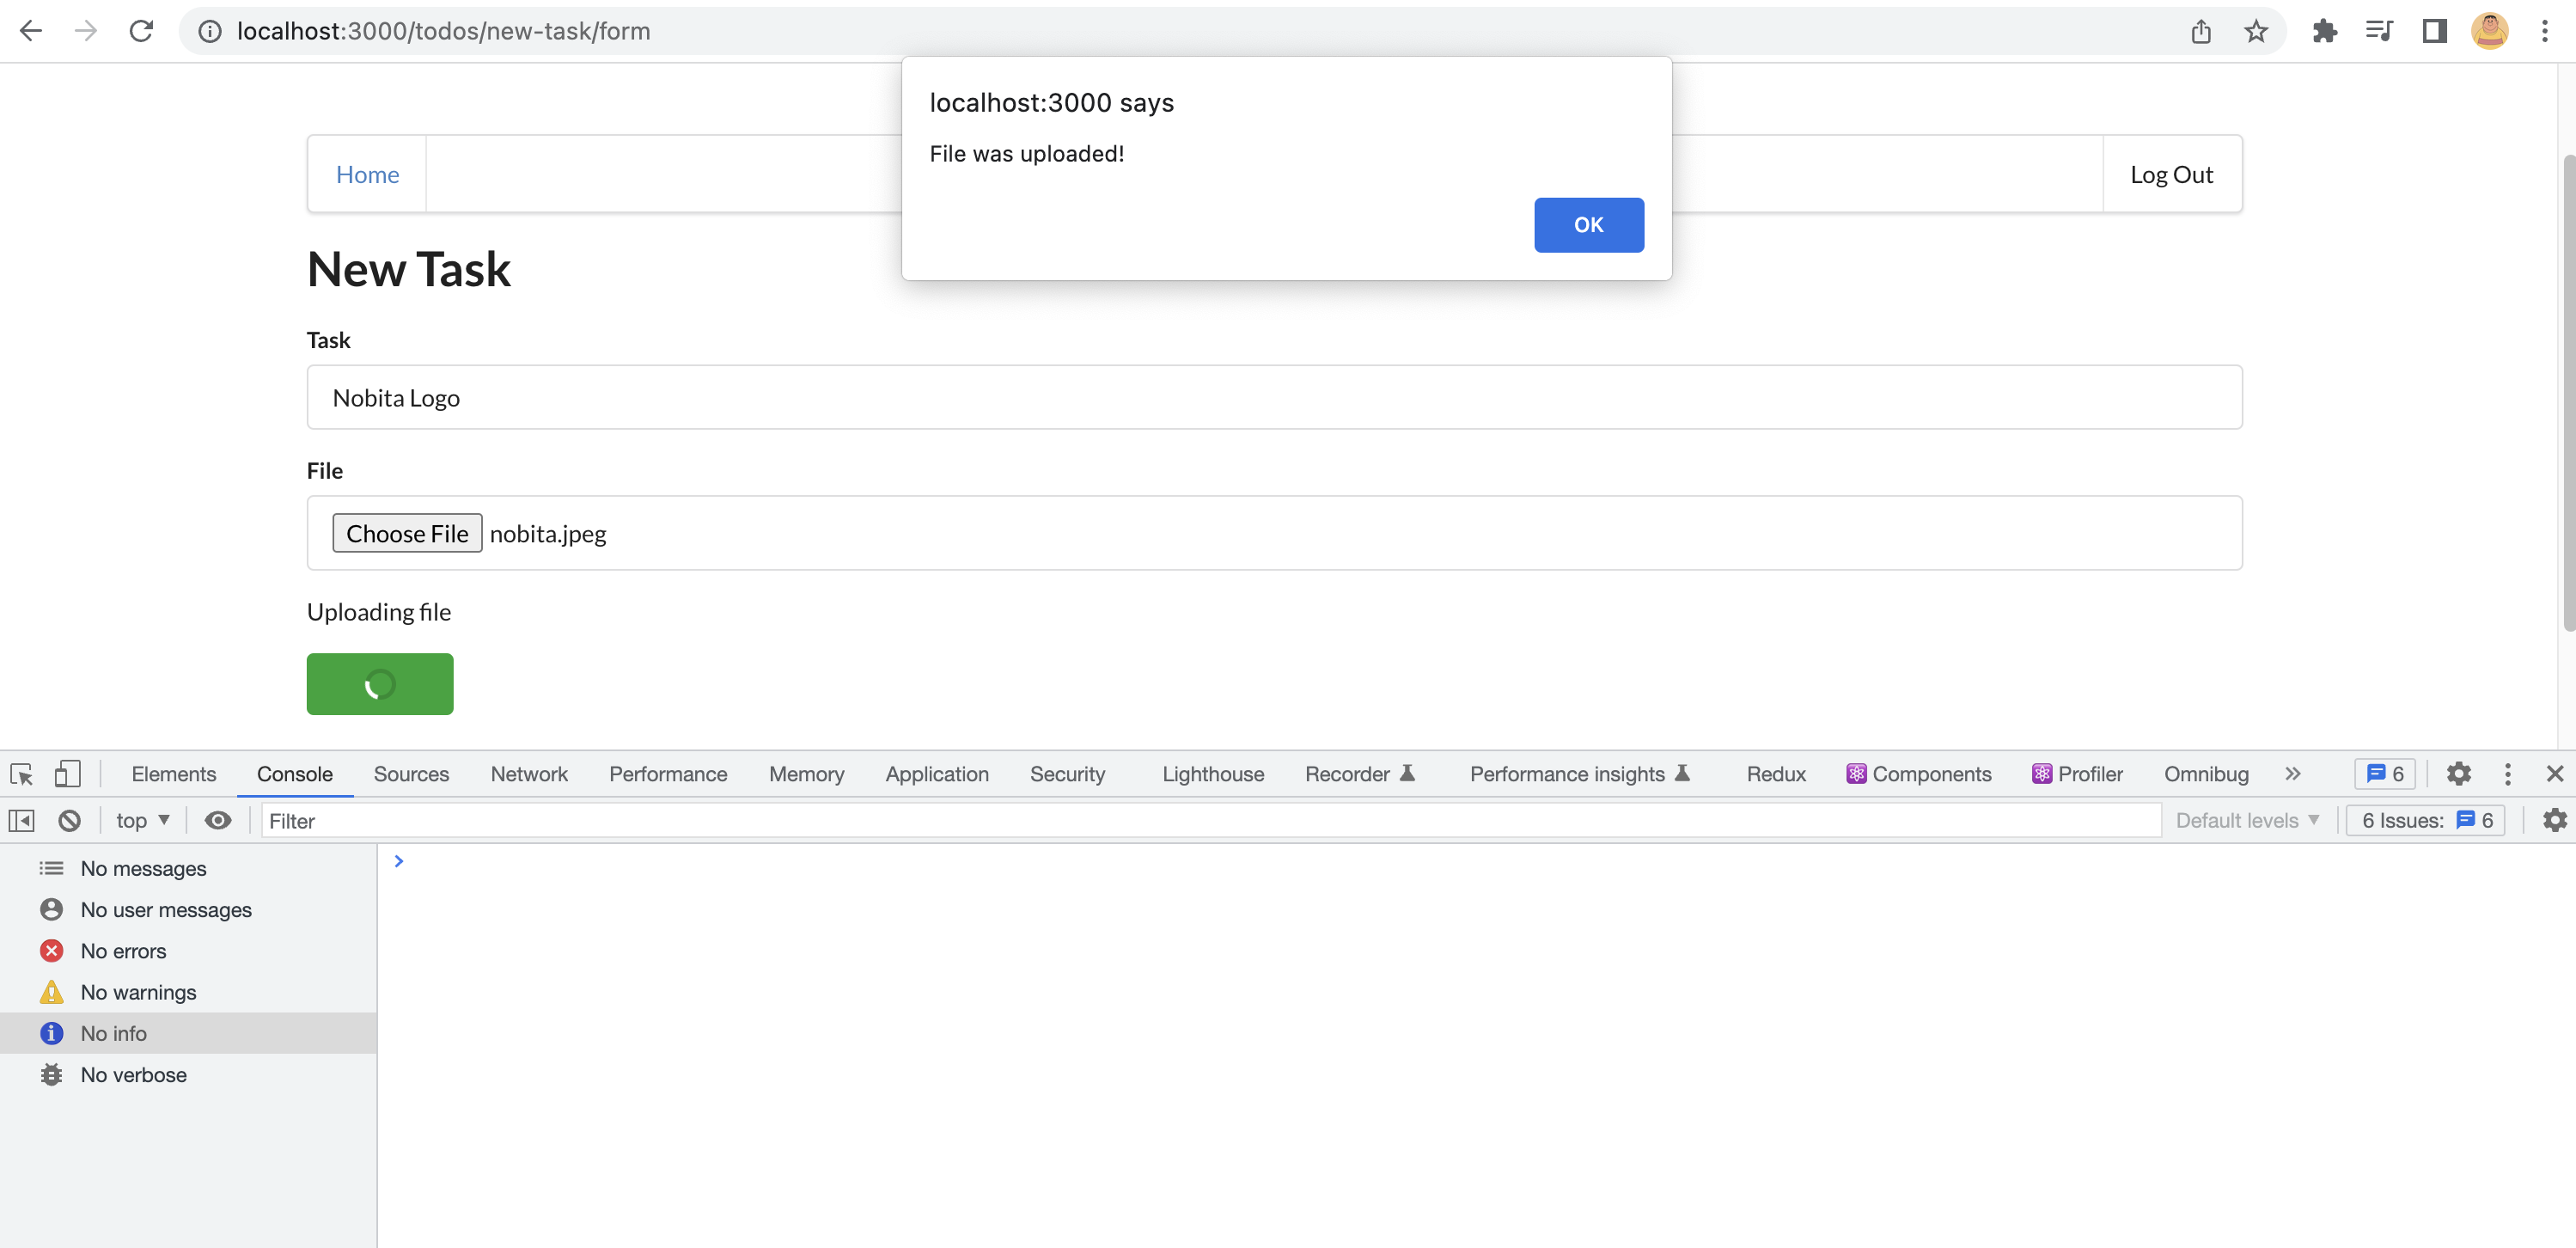 localhost:3000/todos/new-task/form
localhost:3000 says
File was uploaded!
OK
Home
Log Out
New Task
Task
Nobita Logo
File
Choose File nobita.jpeg
Uploading file
Elements Console Sources Network Performance Memory Application Security Lighthouse Recorder Performance insights Redux Components Profiler Omnibug 6
top Filter Default levels 6 Issues: 6
No messages
No user messages
No errors
No warnings
No info
No verbose